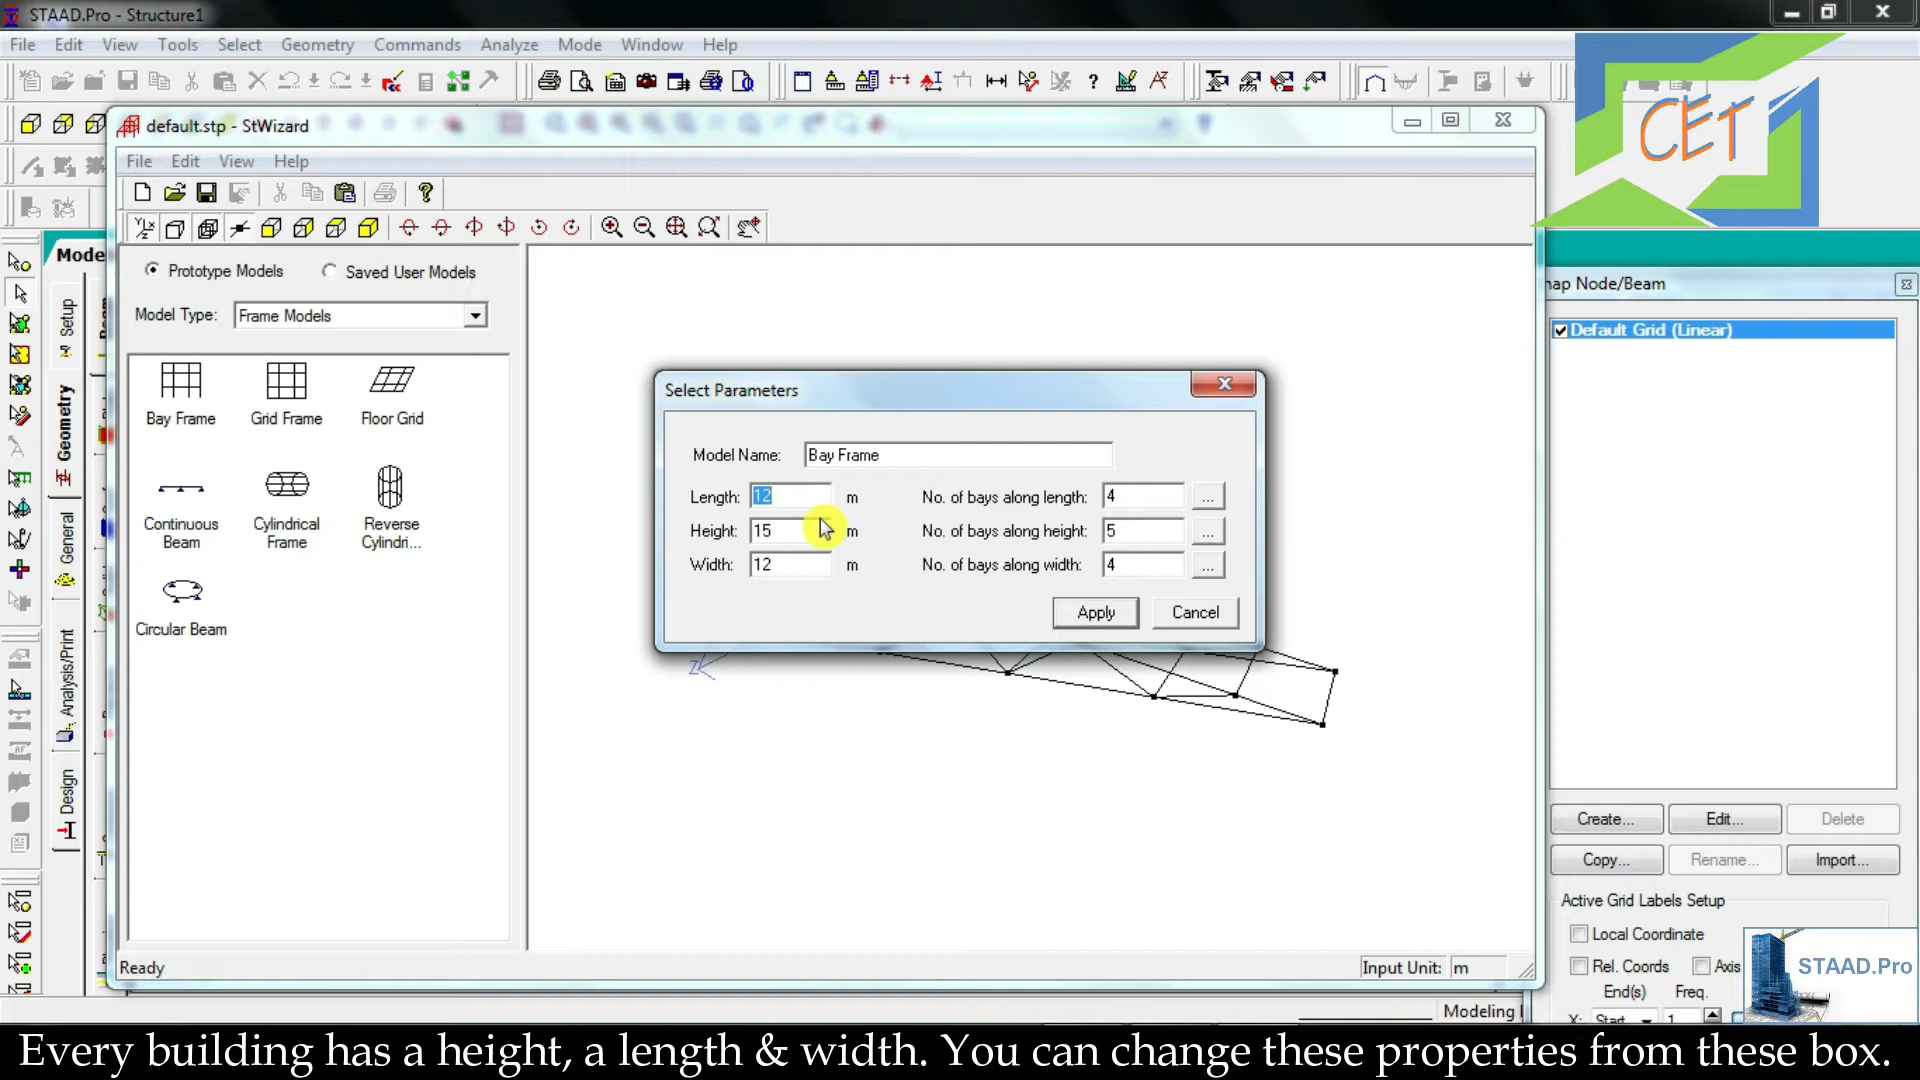 STAAD.Pro - Structure1
File Edit View Tools Select Geometry Commands Analyze Mode Window Help
CET
default.stp - StWizard
File Edit View Help
Prototype Models Saved User Models
Model Type: Frame Models
Bay Frame Grid Frame Floor Grid
Continuous Beam Cylindrical Frame Reverse Cylindri...
Circular Beam
Ready
Input Unit: m
Select Parameters
Model Name: Bay Frame
Length: 12 m No. of bays along length: 4 ...
Height: 15 m No. of bays along height: 5 ...
Width: 12 m No. of bays along width: 4 ...
Apply Cancel
Setup
Geometry
General
Analysis/Print
Design
nap Node/Beam
Default Grid (Linear)
Create... Edit... Delete
Copy... Rename... Import...
Active Grid Labels Setup
Local Coordinate
Rel. Coords Axis
End(s) Freq.
X: Start 1
STAAD.Pro
Every building has a height, a length & width. You can change these properties from these box.